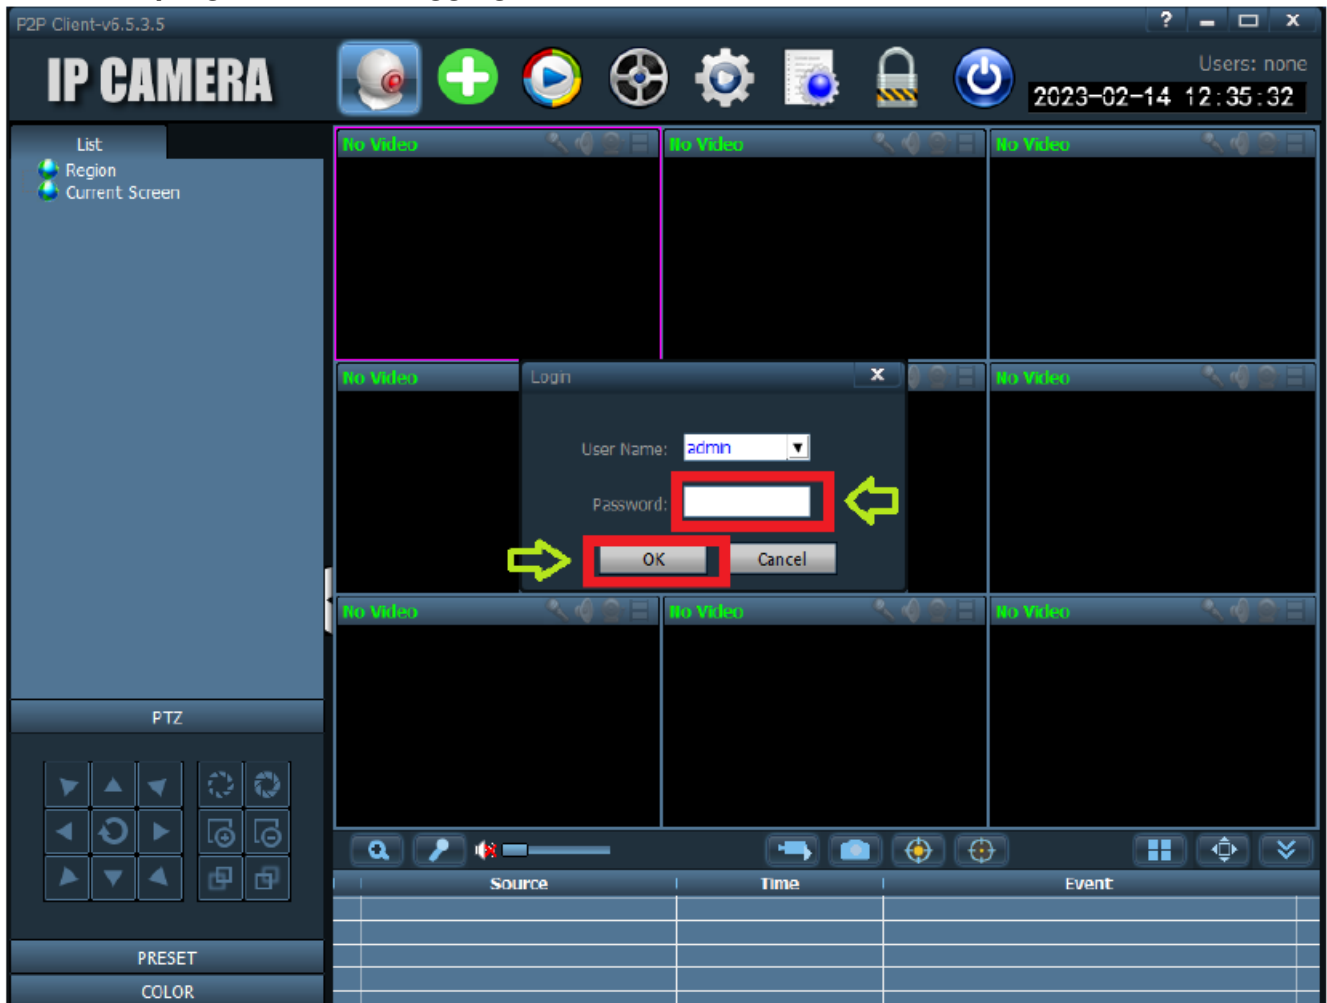 P2P Client-v6.5.3.5
?
x
IP CAMERA
Users: none
2023-02-14 12:35:32
List
Region
Current Screen
No Video
No Video
No Video
No Video
Login
x
No Video
User Name: admin
Password:
OK
Cancel
No Video
No Video
No Video
PTZ
Source
Time
Event
PRESET
COLOR